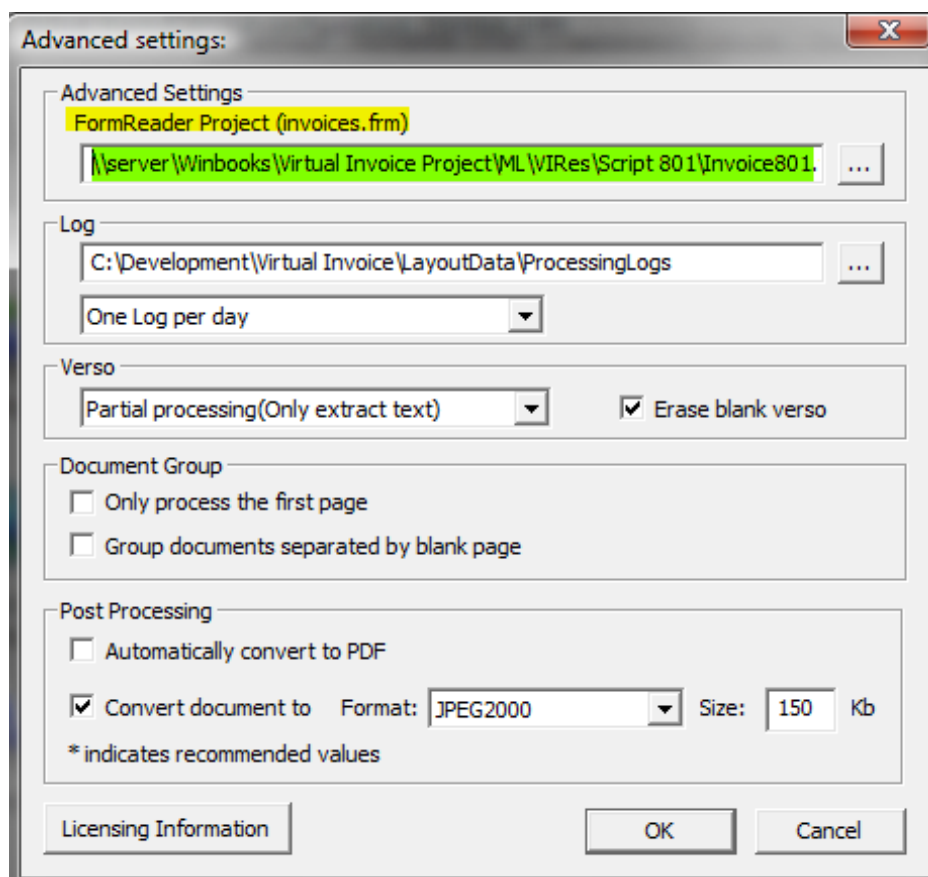 Advanced settings:
Advanced Settings
FormReader Project (invoices.frm)
\\server\Winbooks\Virtual Invoice Project\ML\VIRes\Script 801\Invoice801. ...
Log
C:\Development\Virtual Invoice\LayoutData\ProcessingLogs ...
One Log per day
Verso
Partial processing(Only extract text) Erase blank verso
Document Group
Only process the first page
Group documents separated by blank page
Post Processing
Automatically convert to PDF
Convert document to Format: JPEG2000 Size: 150 Kb
* indicates recommended values
Licensing Information OK Cancel